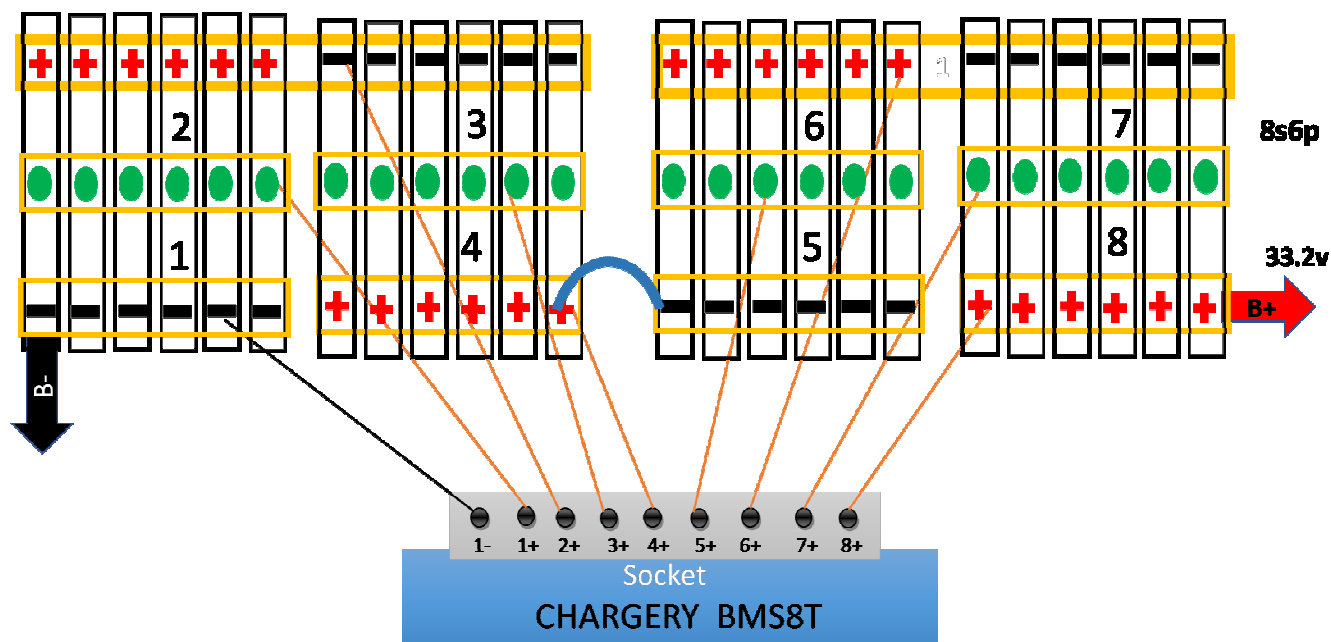 2 3 6 1 7
8s6p
1 4 5 8
33.2v
B- B+
1- 1+ 2+ 3+ 4+ 5+ 6+ 7+ 8+
Socket
CHARGERY BMS8T